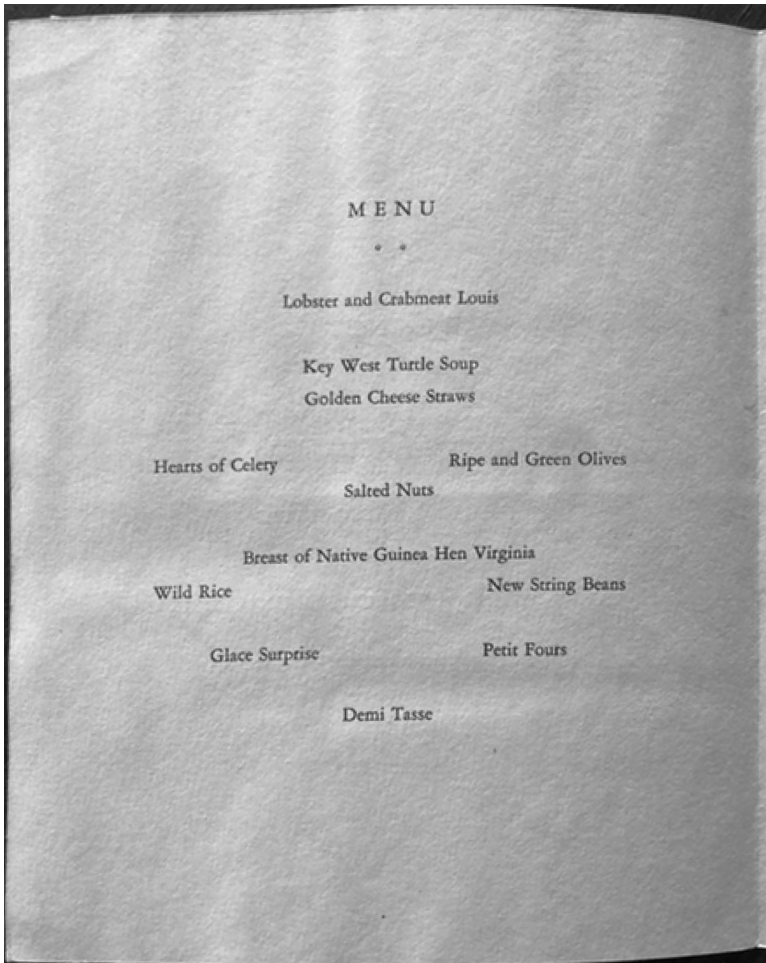 MENU
Lobster and Crabmeat Louis
Key West Turtle Soup
Golden Cheese Straws
Hearts of Celery Ripe and Green Olives
Salted Nuts
Breast of Native Guinea Hen Virginia
Wild Rice New String Beans
Glace Surprise Petit Fours
Demi Tasse